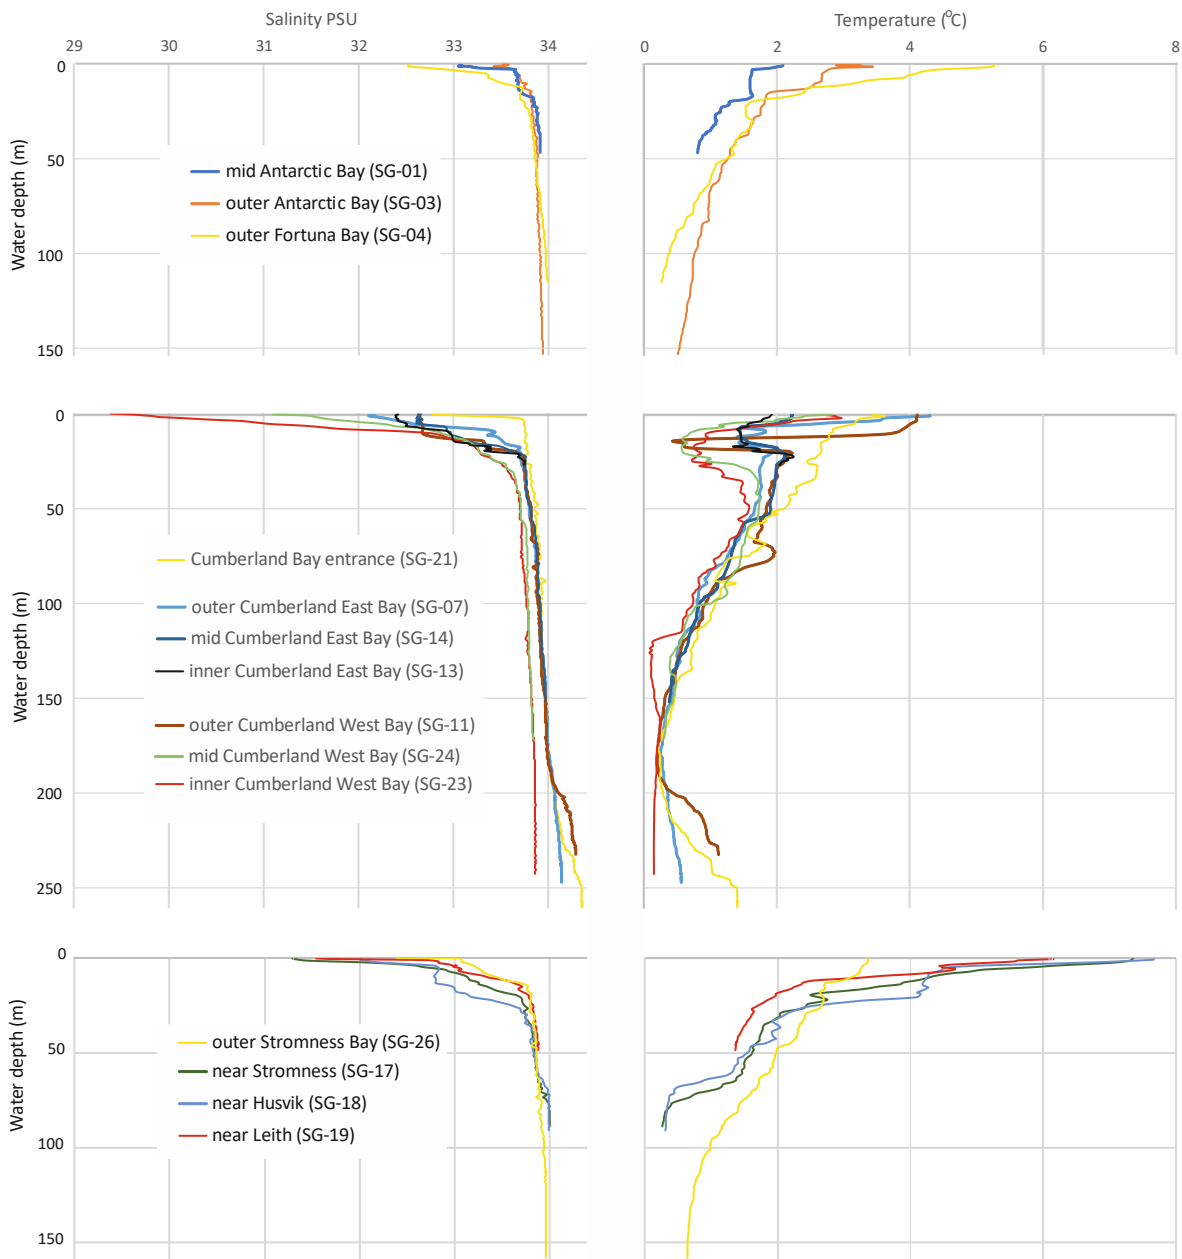 Salinity PSU
Temperature (°C)
29 30 31 32 33 34
0 2 4 6 8
0
50
100
150
Water depth (m)
mid Antarctic Bay (SG-01)
outer Antarctic Bay (SG-03)
outer Fortuna Bay (SG-04)
0
50
100
150
200
250
Water depth (m)
Water depth (m)
Cumberland Bay entrance (SG-21)
outer Cumberland East Bay (SG-07)
mid Cumberland East Bay (SG-14)
inner Cumberland East Bay (SG-13)
outer Cumberland West Bay (SG-11)
mid Cumberland West Bay (SG-24)
inner Cumberland West Bay (SG-23)
0
50
100
150
Water depth (m)
outer Stromness Bay (SG-26)
near Stromness (SG-17)
near Husvik (SG-18)
near Leith (SG-19)